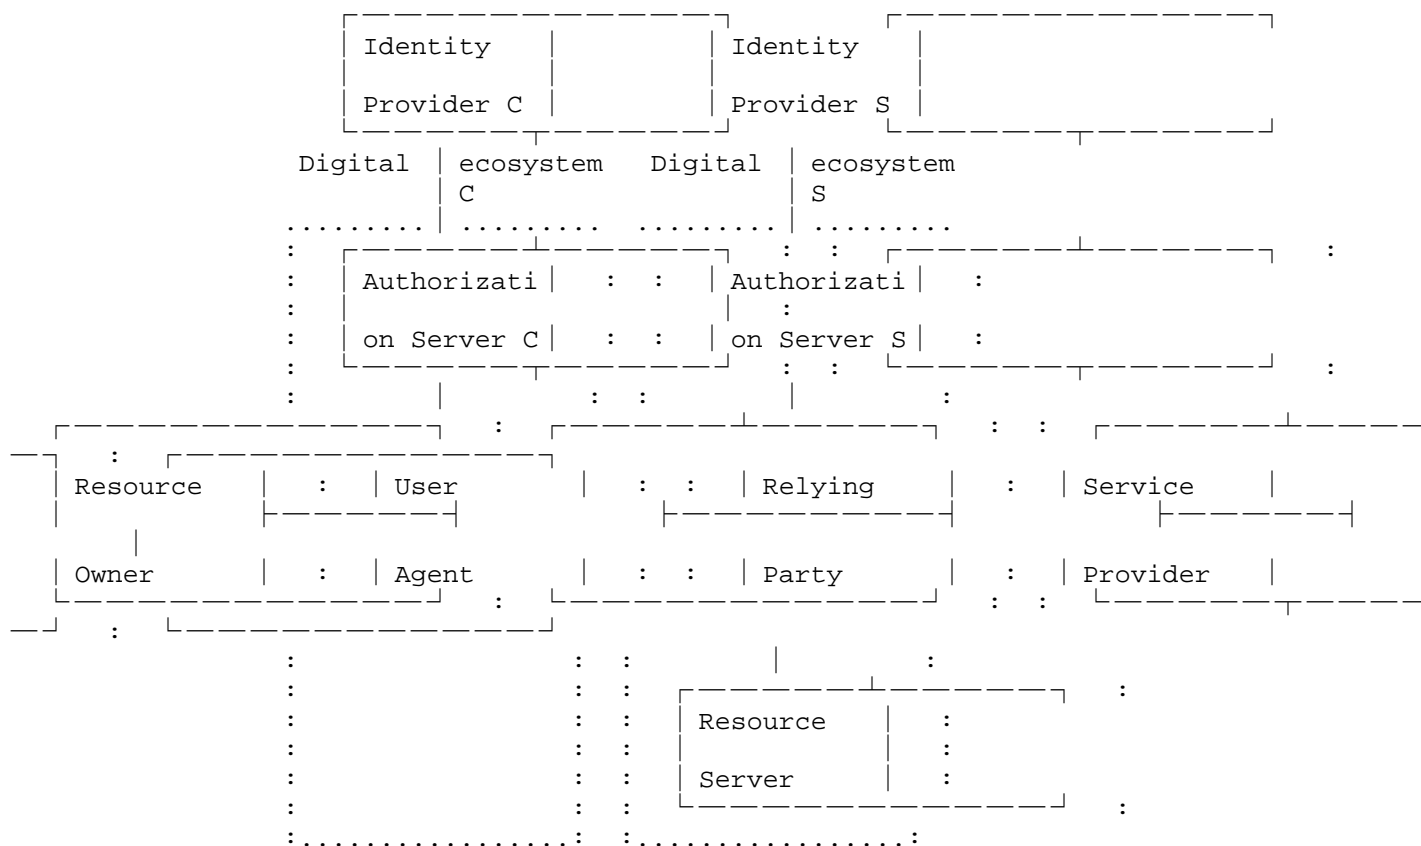 Identity Identity
Provider C Provider S
Digital ecosystem Digital ecosystem
C S
Authorizati Authorizati
on Server C on Server S
Resource User Relying Service
Owner Agent Party Provider
Resource
Server